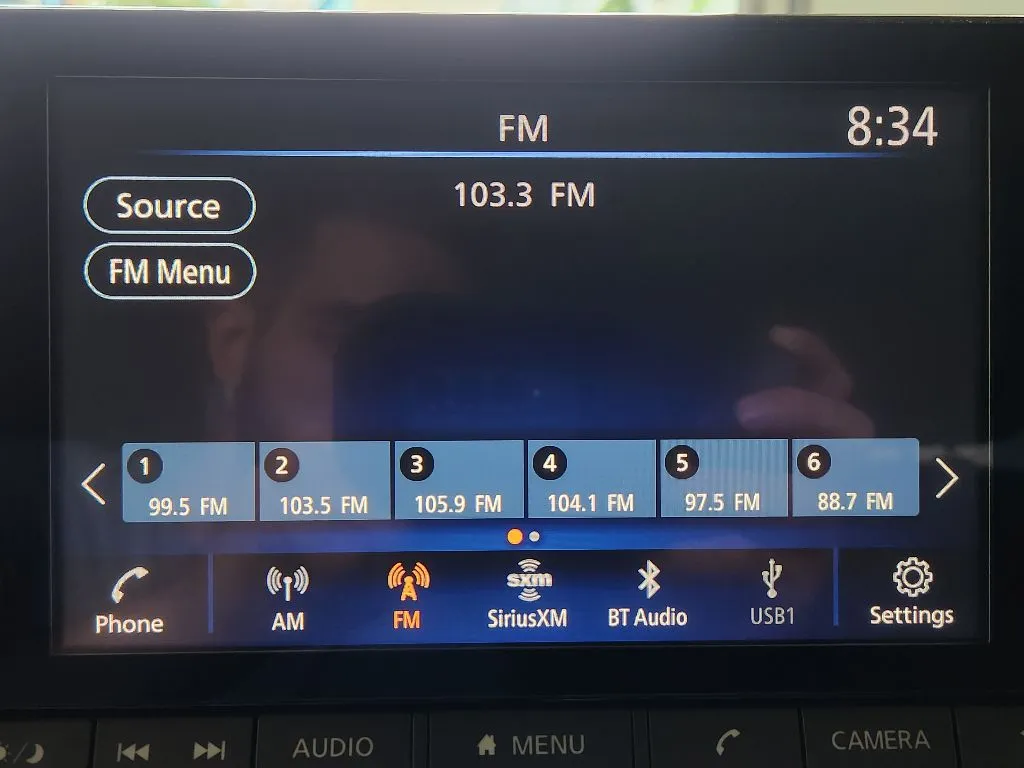 FM
8:34
Source
103.3 FM
FM Menu
1
2
3
4
5
6
99.5 FM
103.5 FM
105.9 FM
104.1 FM
97.5 FM
88.7 FM
Phone
AM
FM
sxm
SiriusXM
BT Audio
USB1
Settings
AUDIO
MENU
CAMERA